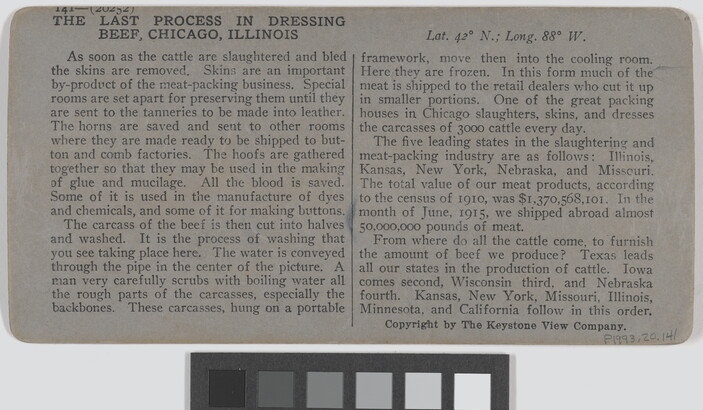 141—(20252)
THE LAST PROCESS IN DRESSING
BEEF, CHICAGO, ILLINOIS
As soon as the cattle are slaughtered and bled
the skins are removed. Skins are an important
by-product of the meat-packing business. Special
rooms are set apart for preserving them until they
are sent to the tanneries to be made into leather.
The horns are saved and sent to other rooms
where they are made ready to be shipped to but-
ton and comb factories. The hoofs are gathered
together so that they may be used in the making
of glue and mucilage. All the blood is saved.
Some of it is used in the manufacture of dyes
and chemicals, and some of it for making buttons.
The carcass of the beef is then cut into halves
and washed. It is the process of washing that
you see taking place here. The water is conveyed
through the pipe in the center of the picture. A
man very carefully scrubs with boiling water all
the rough parts of the carcasses, especially the
backbones. These carcasses, hung on a portable
Lat. 42° N.; Long. 88° W.
framework, move then into the cooling room.
Here they are frozen. In this form much of the
meat is shipped to the retail dealers who cut it up
in smaller portions. One of the great packing
houses in Chicago slaughters, skins, and dresses
the carcasses of 3000 cattle every day.
The five leading states in the slaughtering and
meat-packing industry are as follows: Illinois,
Kansas, New York, Nebraska, and Missouri.
The total value of our meat products, according
to the census of 1910, was $1,370,568,101. In the
month of June, 1915, we shipped abroad almost
50,000,000 pounds of meat.
From where do all the cattle come, to furnish
the amount of beef we produce? Texas leads
all our states in the production of cattle. Iowa
comes second, Wisconsin third, and Nebraska
fourth. Kansas, New York, Missouri, Illinois,
Minnesota, and California follow in this order.
Copyright by The Keystone View Company.
P1993.20.141